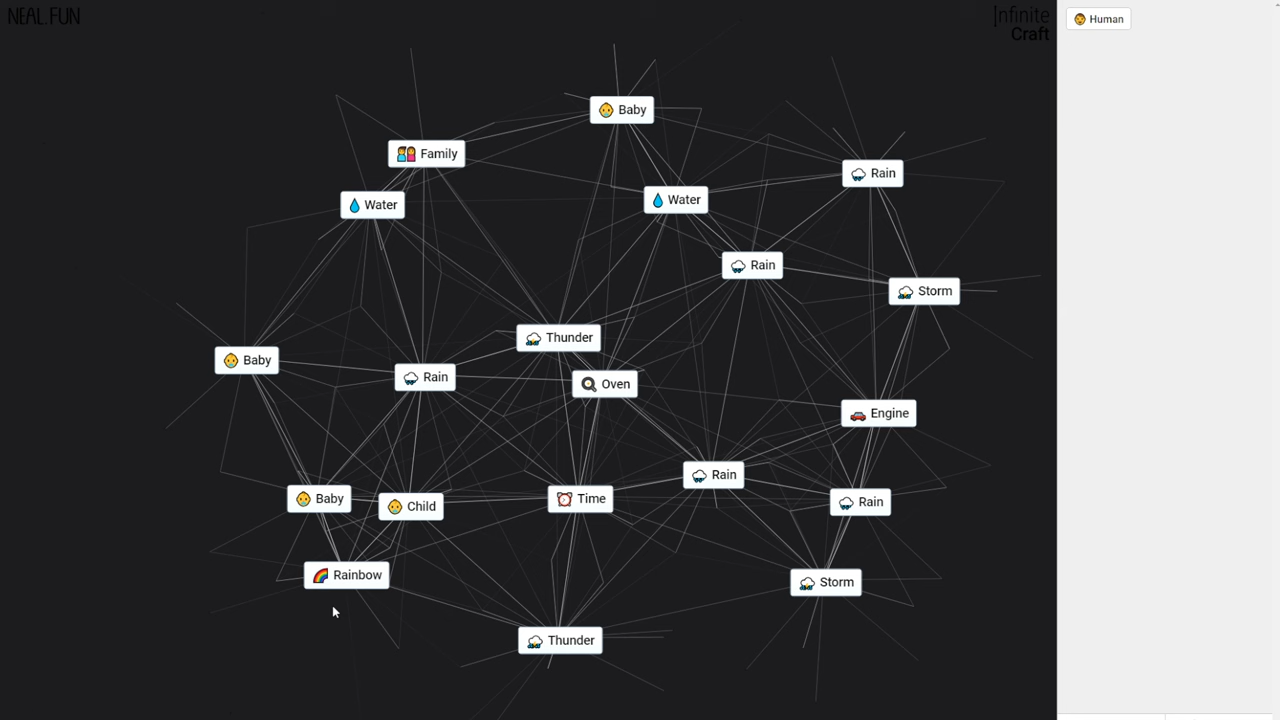 NEAL.FUN
Infinite
Craft
Human
Baby
Family
Rain
Water
Water
Rain
Storm
Thunder
Baby
Rain
Oven
Engine
Rain
Baby
Child
Time
Rain
Rainbow
Storm
Thunder